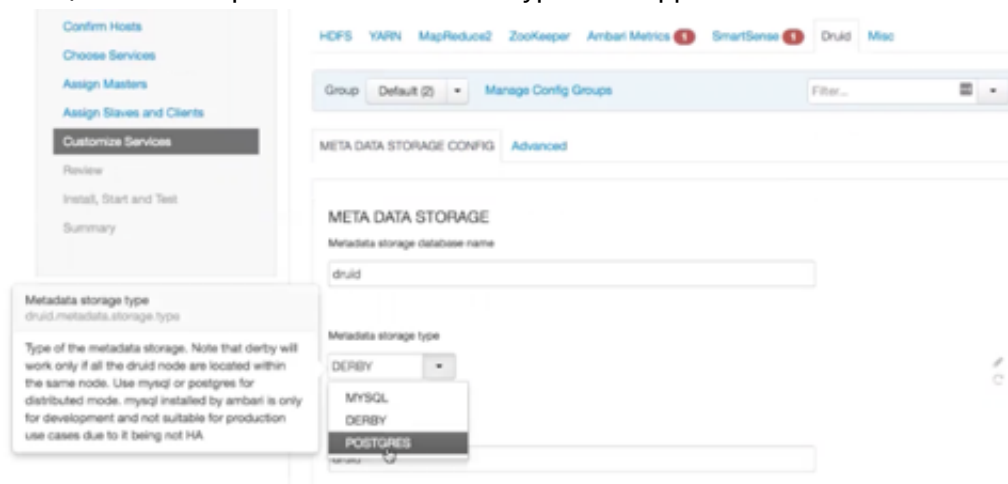 Confirm Hosts
Choose Services
Assign Masters
Assign Slaves and Clients
Customize Services
Review
Install, Start and Test
Summary
HDFS YARN MapReduce2 ZooKeeper Ambari Metrics 1 SmartSense 1 Druid Misc
Group Default (2) Manage Config Groups Filter...
META DATA STORAGE CONFIG Advanced
META DATA STORAGE
Metadata storage database name
druid
Metadata storage type
DERBY
MYSQL
DERBY
POSTGRES
druid
Metadata storage type
druid.metadata.storage.type
Type of the metadata storage. Note that derby will
work only if all the druid node are located within
the same node. Use mysql or postgres for
distributed mode. mysql installed by ambari is only
for development and not suitable for production
use cases due to it being not HA